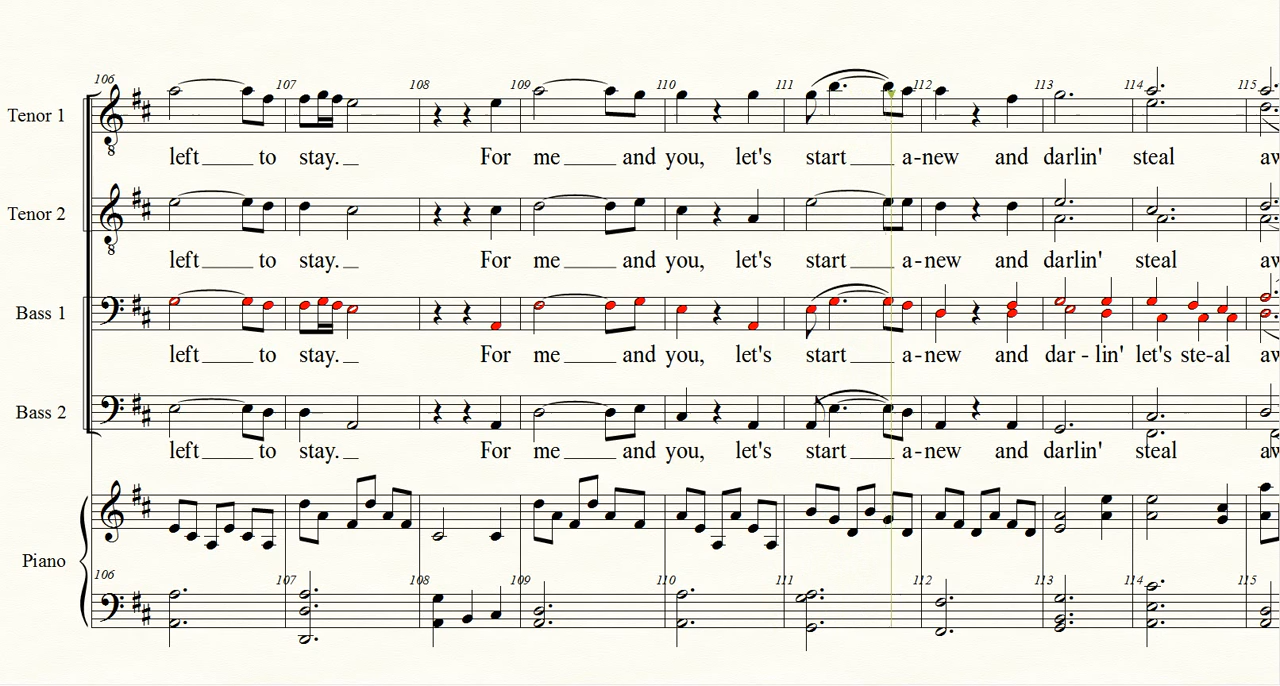 106 107 108 109 110 111 112 113 114 115
Tenor 1
8
left to stay. For me and you, let's start a-new and darlin' steal
Tenor 2
8
left to stay. For me and you, let's start a-new and darlin' steal
Bass 1
left to stay. For me and you, let's start a-new and dar - lin' let's ste-al
Bass 2
left to stay. For me and you, let's start a-new and darlin' steal
Piano
106 107 108 109 110 111 112 113 114 115